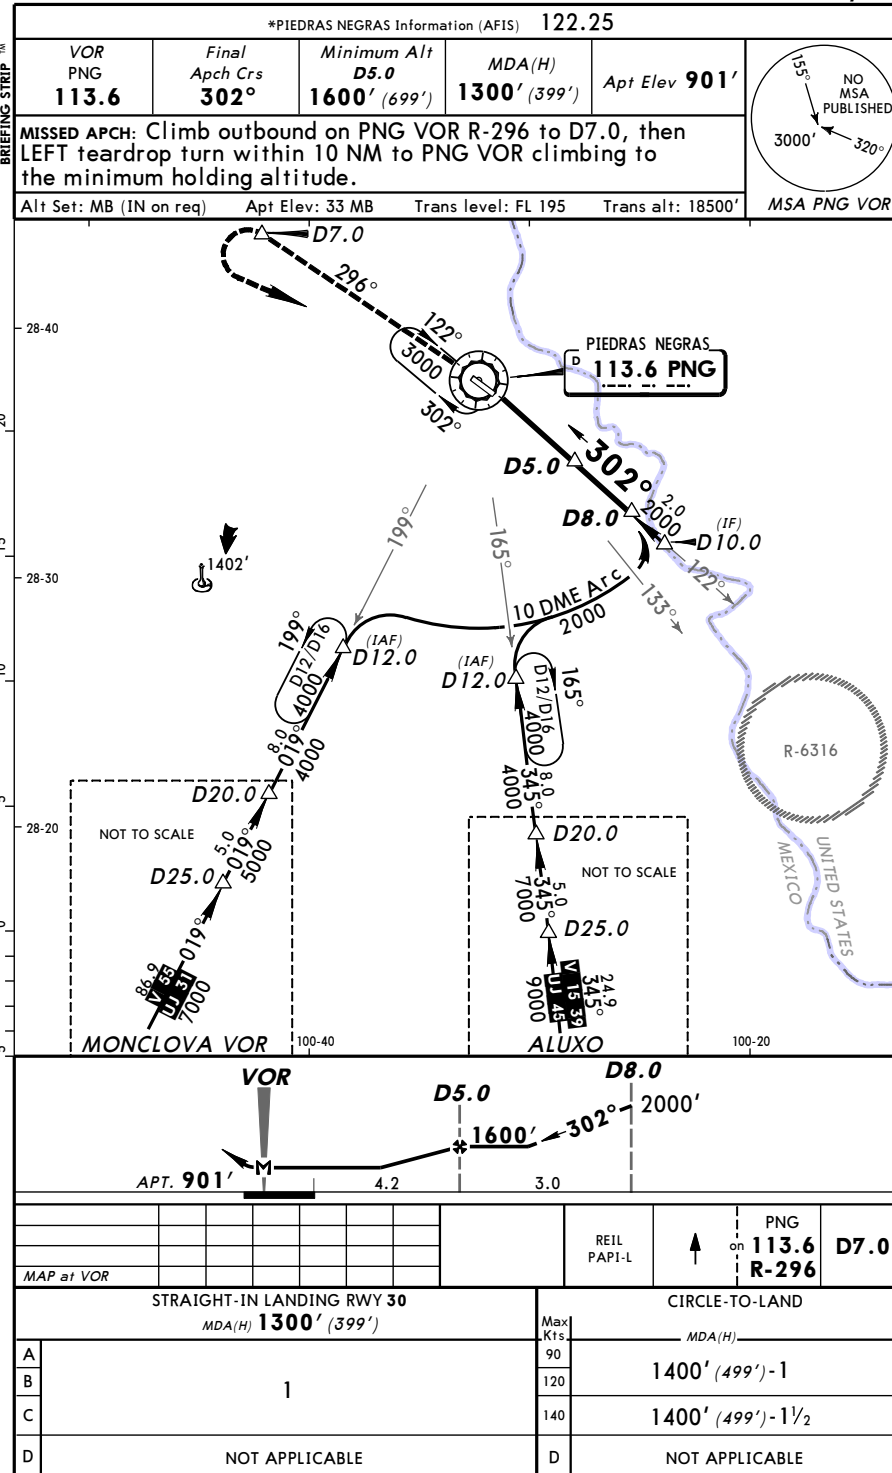 *PIEDRAS NEGRAS Information (AFIS) 122.25
BRIEFING STRIP TM
VOR
PNG
113.6
Final
Apch Crs
302°
Minimum Alt
D5.0
1600' (699')
MDA(H)
1300' (399')
Apt Elev 901'
MISSED APCH: Climb outbound on PNG VOR R-296 to D7.0, then
LEFT teardrop turn within 10 NM to PNG VOR climbing to
the minimum holding altitude.
Alt Set: MB (IN on req) Apt Elev: 33 MB Trans level: FL 195 Trans alt: 18500'
155°
NO
MSA
PUBLISHED
3000'
320°
MSA PNG VOR
D7.0
296°
28-40
122°
3000
302°
PIEDRAS NEGRAS
D 113.6 PNG
D5.0
302°
D8.0
2.0
2000
(IF)
D10.0
199°
165°
133°
122°
1402'
28-30
10 DME Arc
2000
199°
D12/D16
4000
(IAF)
D12.0
(IAF)
D12.0
D12/D16
165°
4000
R-6316
8.0
019°
4000
D20.0
8.0
345°
4000
D20.0
28-20
NOT TO SCALE
5.0
019°
5000
D25.0
NOT TO SCALE
5.0
345°
7000
D25.0
MEXICO
UNITED STATES
019°
86.9
V 55
UJ 31
7000
24.9
345°
V 15-39
UJ 45
9000
MONCLOVA VOR
100-40
ALUXO
100-20
VOR
D5.0
D8.0
1600'
302°
2000'
APT. 901'
4.2
3.0
MAP at VOR
REIL
PAPI-L
on
PNG
113.6
R-296
D7.0
STRAIGHT-IN LANDING RWY 30
MDA(H) 1300' (399')
CIRCLE-TO-LAND
Max
Kts
MDA(H)
A
B
C
1
D
NOT APPLICABLE
90
120
1400' (499') - 1
140
1400' (499') - 1½
D
NOT APPLICABLE